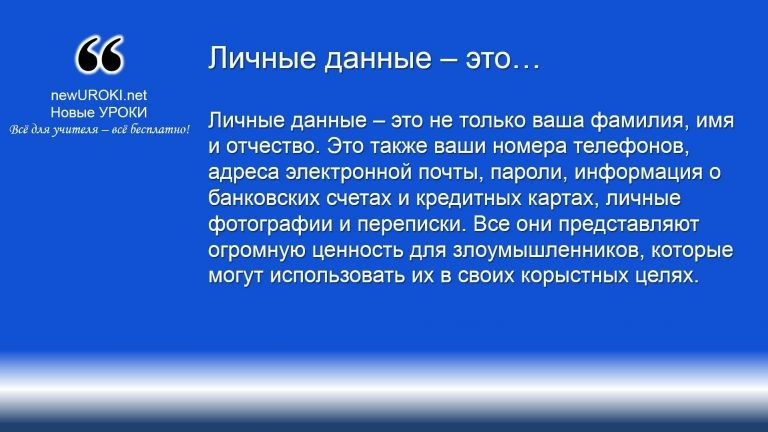 newUROKI.net
Новые УРОКИ
Всё для учителя – всё бесплатно!
Личные данные – это…
Личные данные – это не только ваша фамилия, имя
и отчество. Это также ваши номера телефонов,
адреса электронной почты, пароли, информация о
банковских счетах и кредитных картах, личные
фотографии и переписки. Все они представляют
огромную ценность для злоумышленников, которые
могут использовать их в своих корыстных целях.